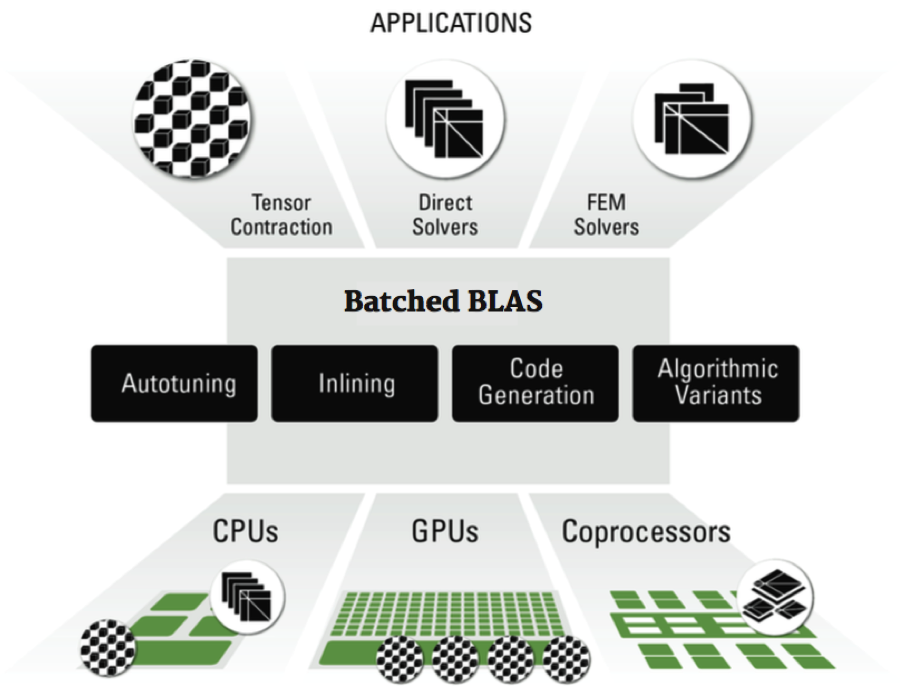 APPLICATIONS
Tensor
Contraction
Direct
Solvers
FEM
Solvers
Batched BLAS
Autotuning
Inlining
Code
Generation
Algorithmic
Variants
CPUs
GPUs
Coprocessors